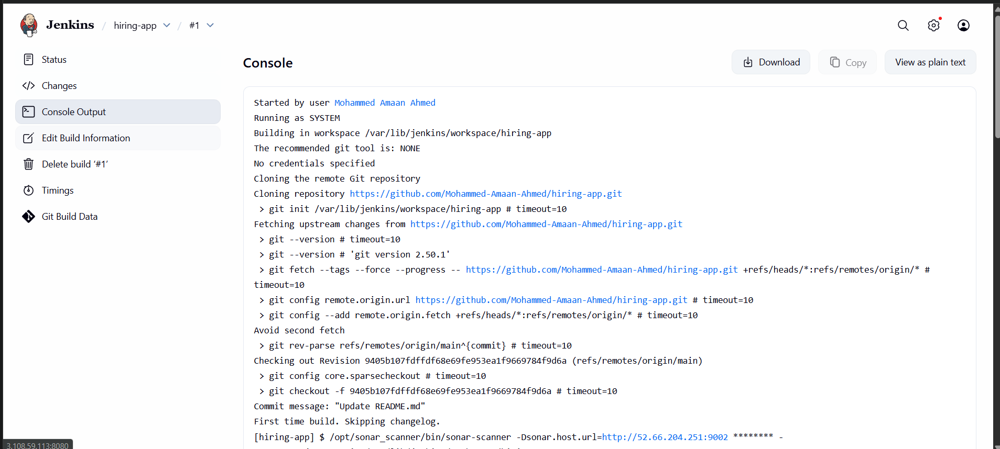 Jenkins / hiring-app / #1
Status
Changes
Console Output
Edit Build Information
Delete build ‘#1’
Timings
Git Build Data
Console
Download
Copy
View as plain text
Started by user Mohammed Amaan Ahmed
Running as SYSTEM
Building in workspace /var/lib/jenkins/workspace/hiring-app
The recommended git tool is: NONE
No credentials specified
Cloning the remote Git repository
Cloning repository https://github.com/Mohammed-Amaan-Ahmed/hiring-app.git
 > git init /var/lib/jenkins/workspace/hiring-app # timeout=10
Fetching upstream changes from https://github.com/Mohammed-Amaan-Ahmed/hiring-app.git
 > git --version # timeout=10
 > git --version # 'git version 2.50.1'
 > git fetch --tags --force --progress -- https://github.com/Mohammed-Amaan-Ahmed/hiring-app.git +refs/heads/*:refs/remotes/origin/* #
timeout=10
 > git config remote.origin.url https://github.com/Mohammed-Amaan-Ahmed/hiring-app.git # timeout=10
 > git config --add remote.origin.fetch +refs/heads/*:refs/remotes/origin/* # timeout=10
Avoid second fetch
 > git rev-parse refs/remotes/origin/main^{commit} # timeout=10
Checking out Revision 9405b107fdffdf68e69fe953ea1f9669784f9d6a (refs/remotes/origin/main)
 > git config core.sparsecheckout # timeout=10
 > git checkout -f 9405b107fdffdf68e69fe953ea1f9669784f9d6a # timeout=10
Commit message: "Update README.md"
First time build. Skipping changelog.
[hiring-app] $ /opt/sonar_scanner/bin/sonar-scanner -Dsonar.host.url=http://52.66.204.251:9002 ******** -
3.108.59.113:8080